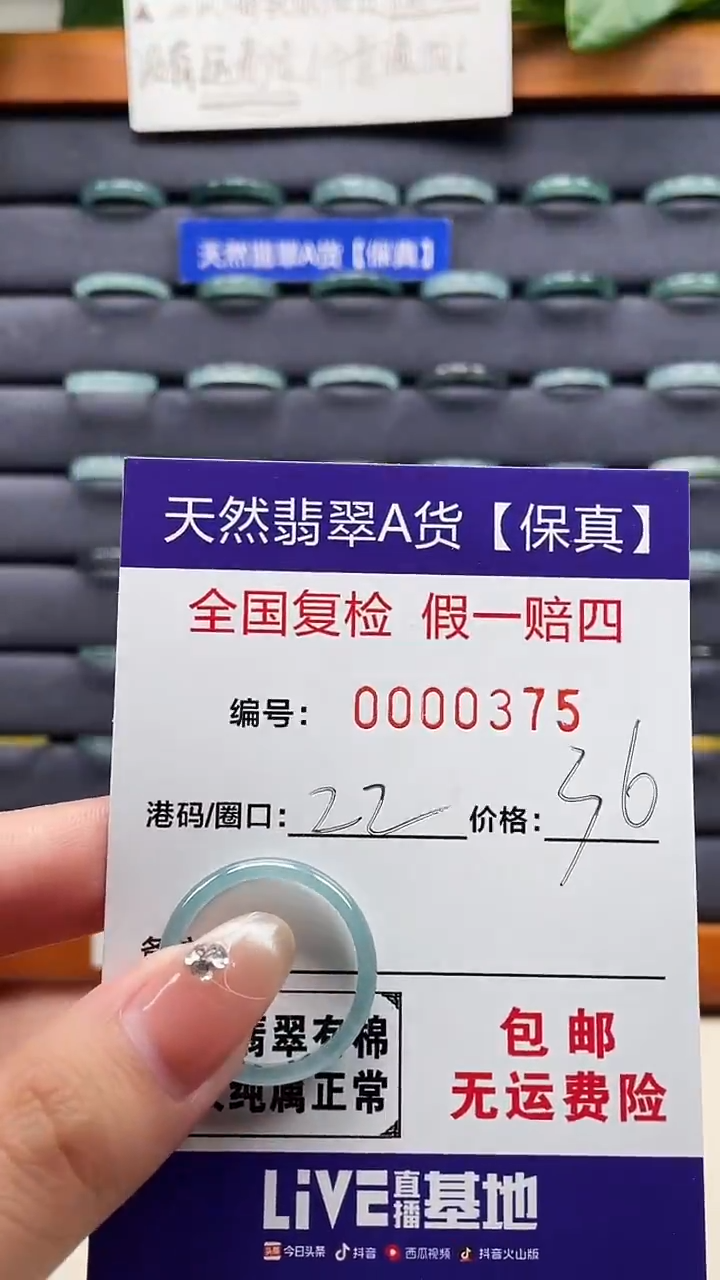 天然翡翠A货【保真】
天然翡翠A货【保真】
全国复检 假一赔四
编号: 0000375
港码/圈口: 22 价格: 36
翡翠有棉
纯属正常
包邮
无运费险
LiVE直播基地
头条 今日头条 抖音 西瓜视频 抖音火山版